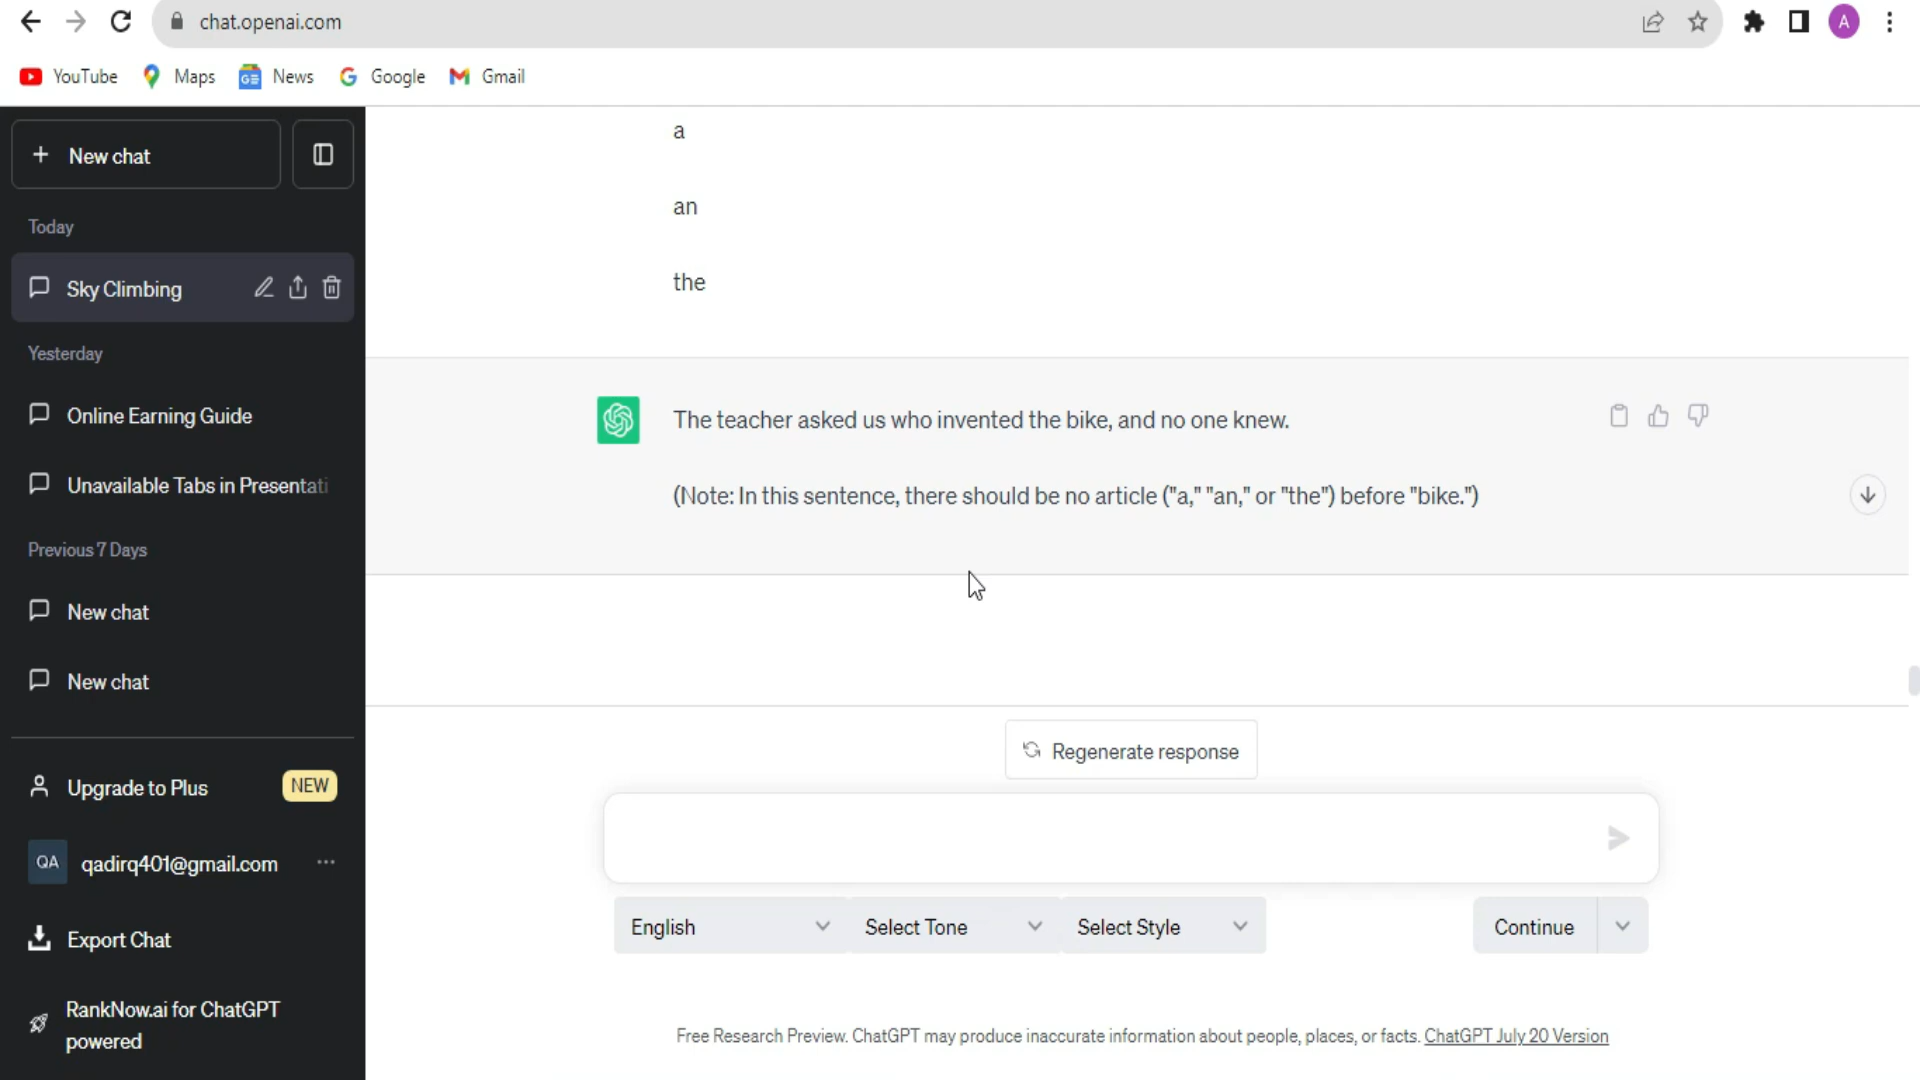 chat.openai.com
A
YouTube
Maps
GE
News
Google
Gmail
New chat
Today
Sky Climbing
Yesterday
Online Earning Guide
Unavailable Tabs in Presentati
Previous 7 Days
New chat
New chat
Upgrade to Plus
NEW
QA
qadirq401@gmail.com
Export Chat
RankNow.ai for ChatGPT
powered
a
an
the
The teacher asked us who invented the bike, and no one knew.
(Note: In this sentence, there should be no article ("a," "an," or "the") before "bike.")
Regenerate response
English
Select Tone
Select Style
Continue
Free Research Preview. ChatGPT may produce inaccurate information about people, places, or facts. ChatGPT July 20 Version